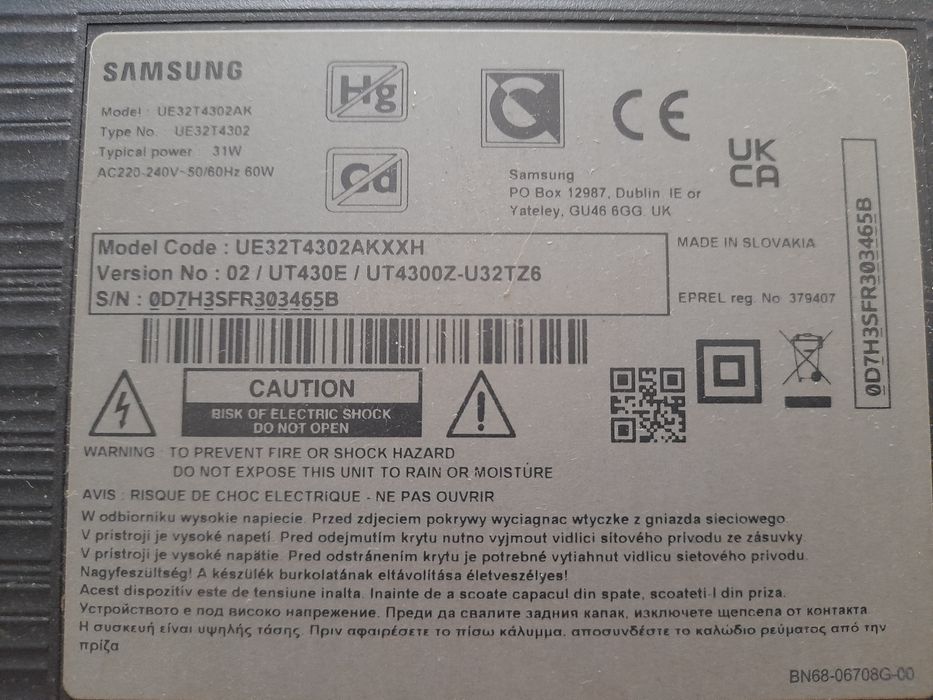 SAMSUNG
Model : UE32T4302AK
Type No. UE32T4302
Typical power : 31W
AC220-240V~50/60Hz 60W
Hg
Cd
C
CE
UK
CA
Samsung
PO Box 12987, Dublin. IE or
Yateley, GU46 6GG. UK
Model Code : UE32T4302AKXXH
Version No : 02 / UT430E / UT4300Z-U32TZ6
S/N : 0D7H3SFR303465B
MADE IN SLOVAKIA
EPREL reg. No 379407
0D7H3SFR303465B
CAUTION
RISK OF ELECTRIC SHOCK
DO NOT OPEN
WARNING : TO PREVENT FIRE OR SHOCK HAZARD
DO NOT EXPOSE THIS UNIT TO RAIN OR MOISTURE
AVIS : RISQUE DE CHOC ELECTRIQUE - NE PAS OUVRIR
W odbiorniku wysokie napiecie. Przed zdjeciem pokrywy wyciagnac wtyczke z gniazda sieciowego.
V prístroji je vysoké napetí. Pred odejmutím krytu nutno vyjmout vidlici sítového prívodu ze zásuvky.
V prístroji je vysoké napätie. Pred odstránením krytu je potrebné vytiahnut vidlicu sietového prívodu.
Nagyfeszültség! A készülék burkolatának eltávolítása életveszélyes!
Acest dispozitiv este de tensiune inalta. Inainte de a scoate capacul din spate, scoateti-l din priza.
Устройството е под високо напрежение. Преди да свалите задния капак, изключете щепсела от контакта
Η συσκευή είναι υψηλής τάσης. Πριν αφαιρέσετε το πίσω κάλυμμα, αποσυνδέστε το καλώδιο ρεύματος από την
πρίζα
BN68-06708G-00